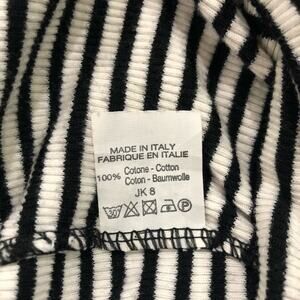 MADE IN ITALY
FABRIQUE EN ITALIE
100% Cotone - Cotton
Coton - Baumwolle
JK 8
P